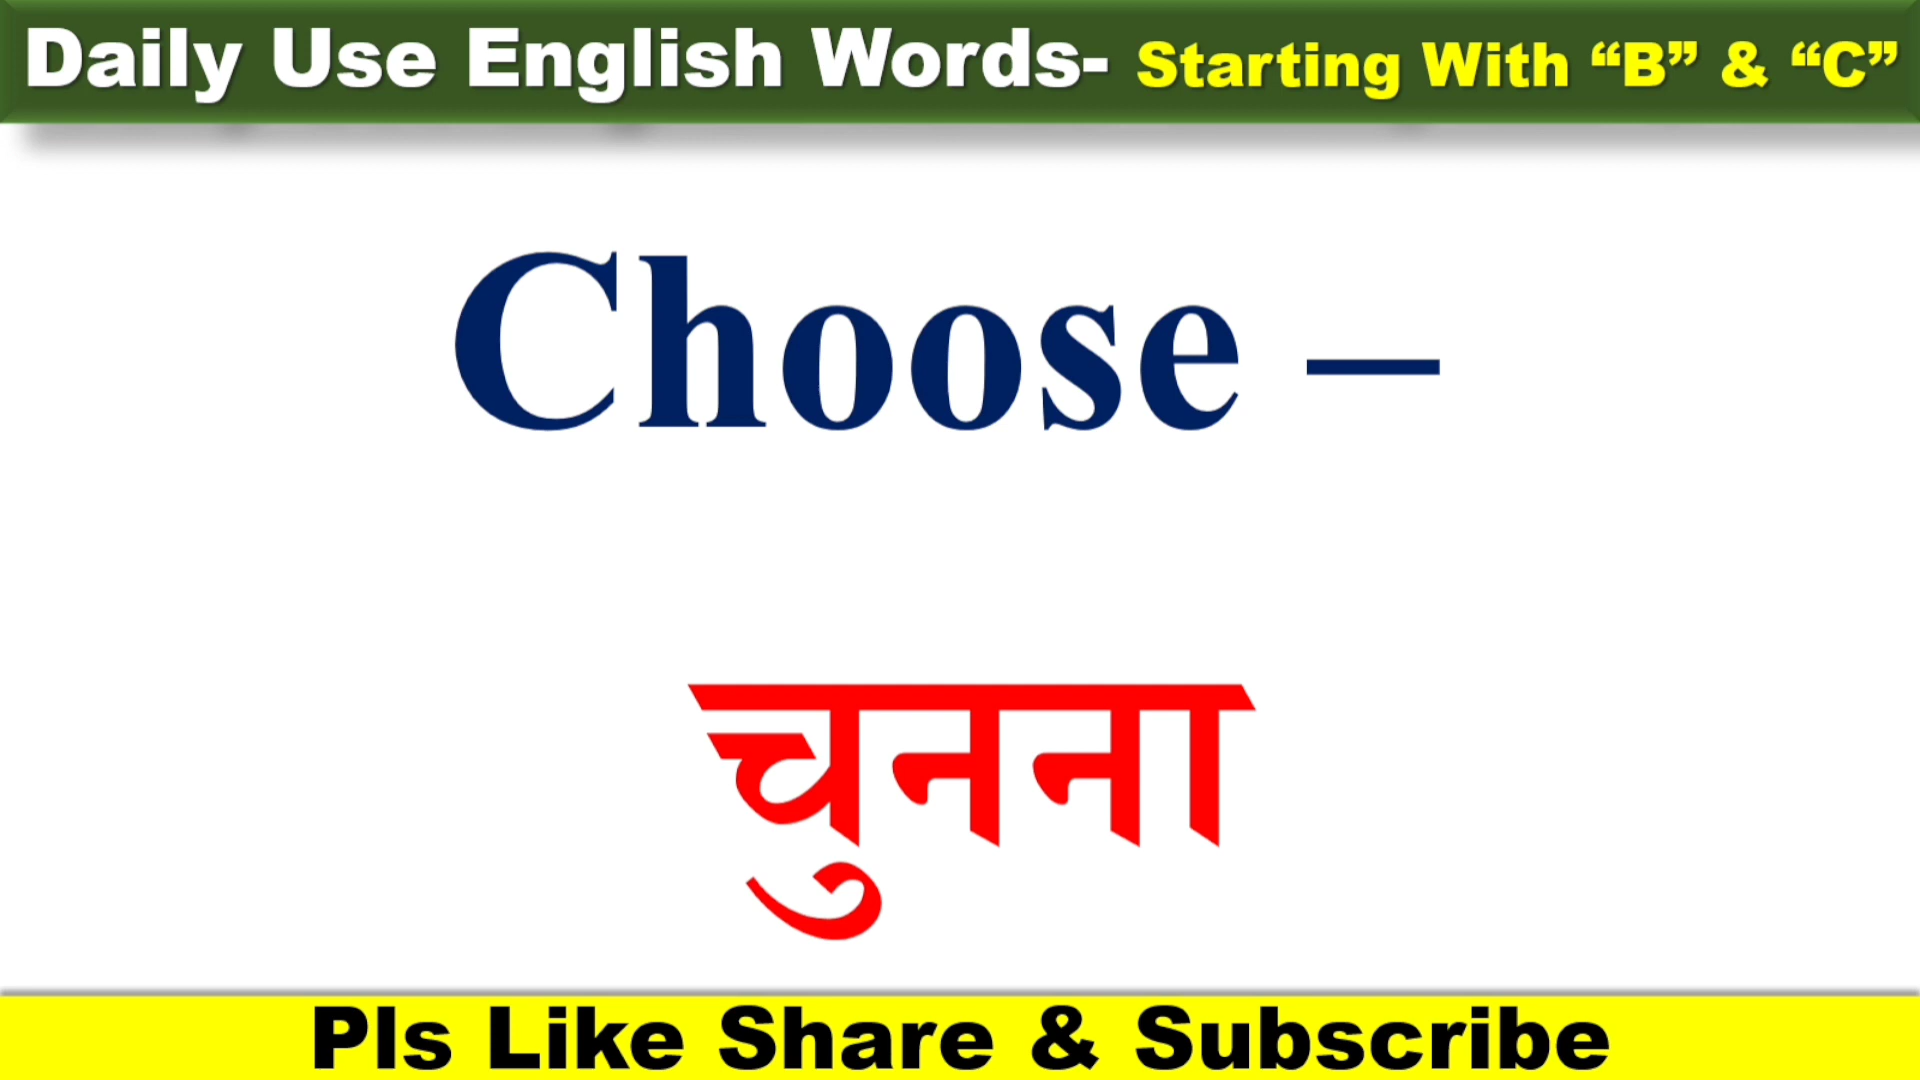 Daily Use English Words- Starting With “B” & “C”
Choose –
चुनना
Pls Like Share & Subscribe